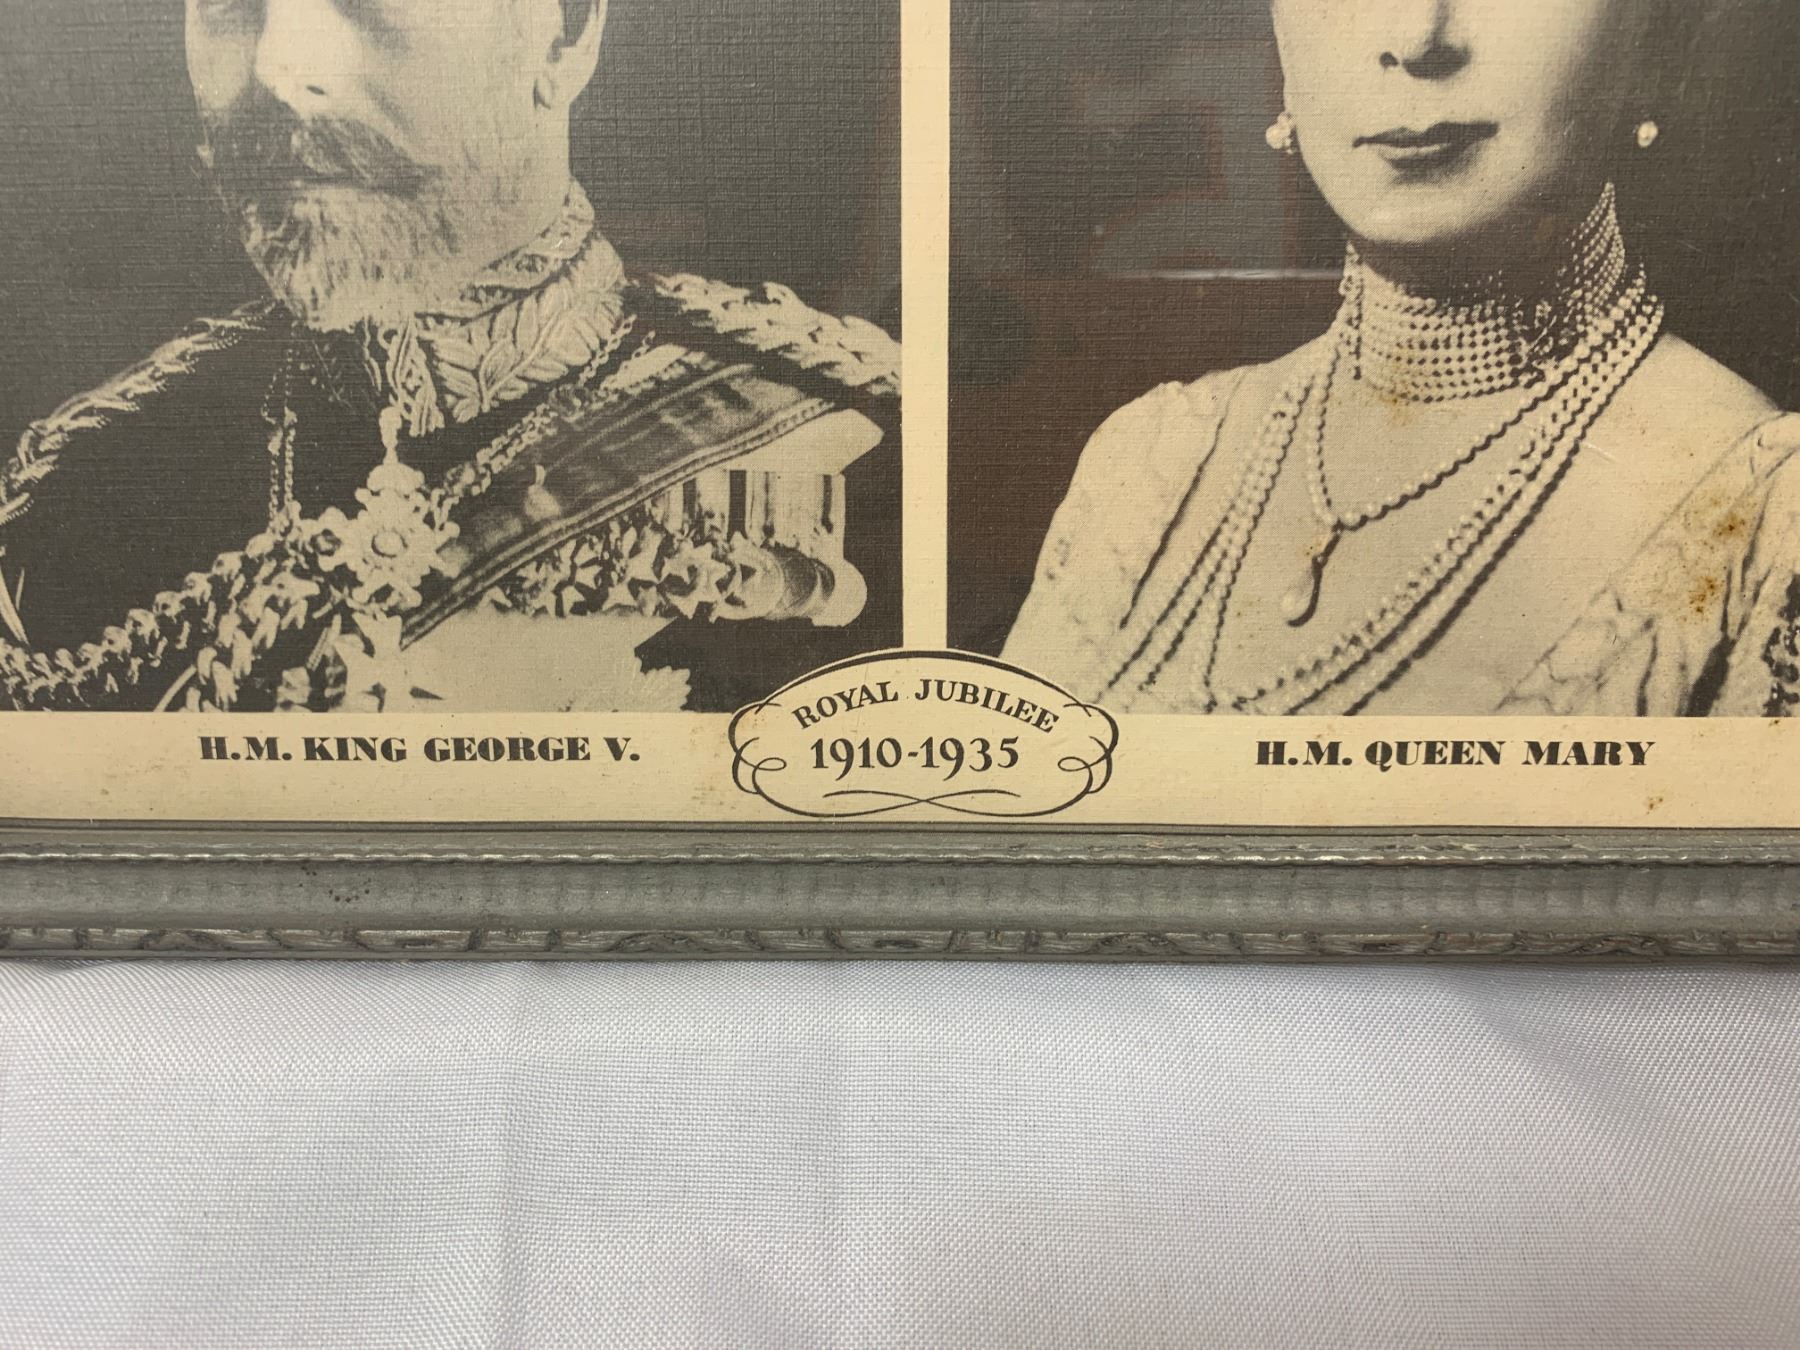 ROYAL JUBILEE
1910-1935
H.M. KING GEORGE V.
H.M. QUEEN MARY